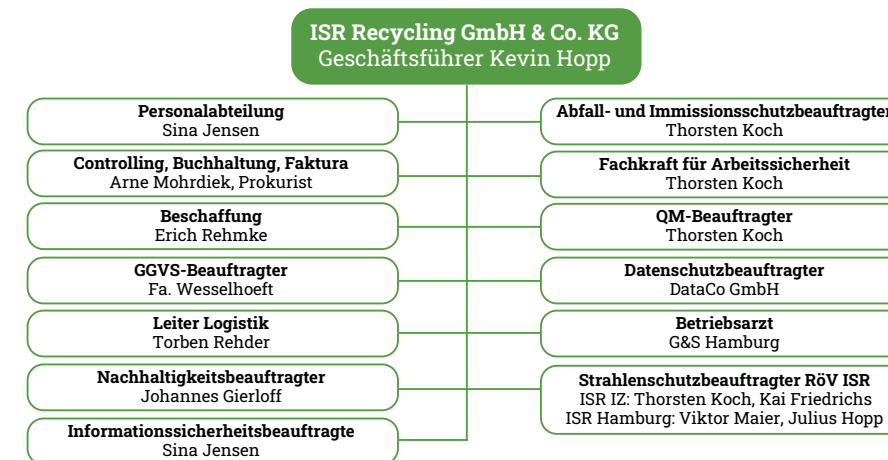 ISR Recycling GmbH & Co. KG
Geschäftsführer Kevin Hopp
Personalabteilung
Sina Jensen
Controlling, Buchhaltung, Faktura
Arne Mohrdiek, Prokurist
Beschaffung
Erich Rehmke
GGVS-Beauftragter
Fa. Wesselhoeft
Leiter Logistik
Torben Rehder
Nachhaltigkeitsbeauftragter
Johannes Gierloff
Informationssicherheitsbeauftragte
Sina Jensen
Abfall- und Immissionsschutzbeauftragter
Thorsten Koch
Fachkraft für Arbeitssicherheit
Thorsten Koch
QM-Beauftragter
Thorsten Koch
Datenschutzbeauftragter
DataCo GmbH
Betriebsarzt
G&S Hamburg
Strahlenschutzbeauftragter RöV ISR
ISR IZ: Thorsten Koch, Kai Friedrichs
ISR Hamburg: Viktor Maier, Julius Hopp